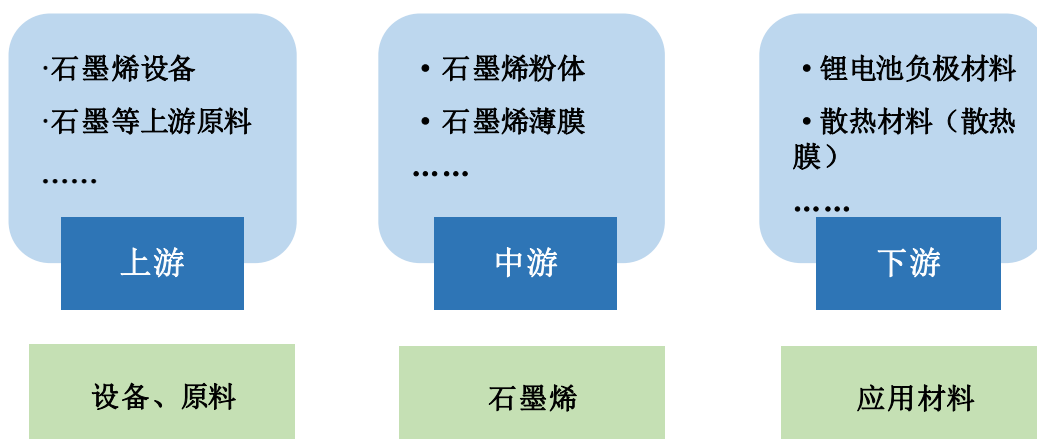 ·石墨烯设备
·石墨等上游原料
……
上游
设备、原料
• 石墨烯粉体
• 石墨烯薄膜
……
中游
石墨烯
• 锂电池负极材料
• 散热材料（散热
膜）
……
下游
应用材料